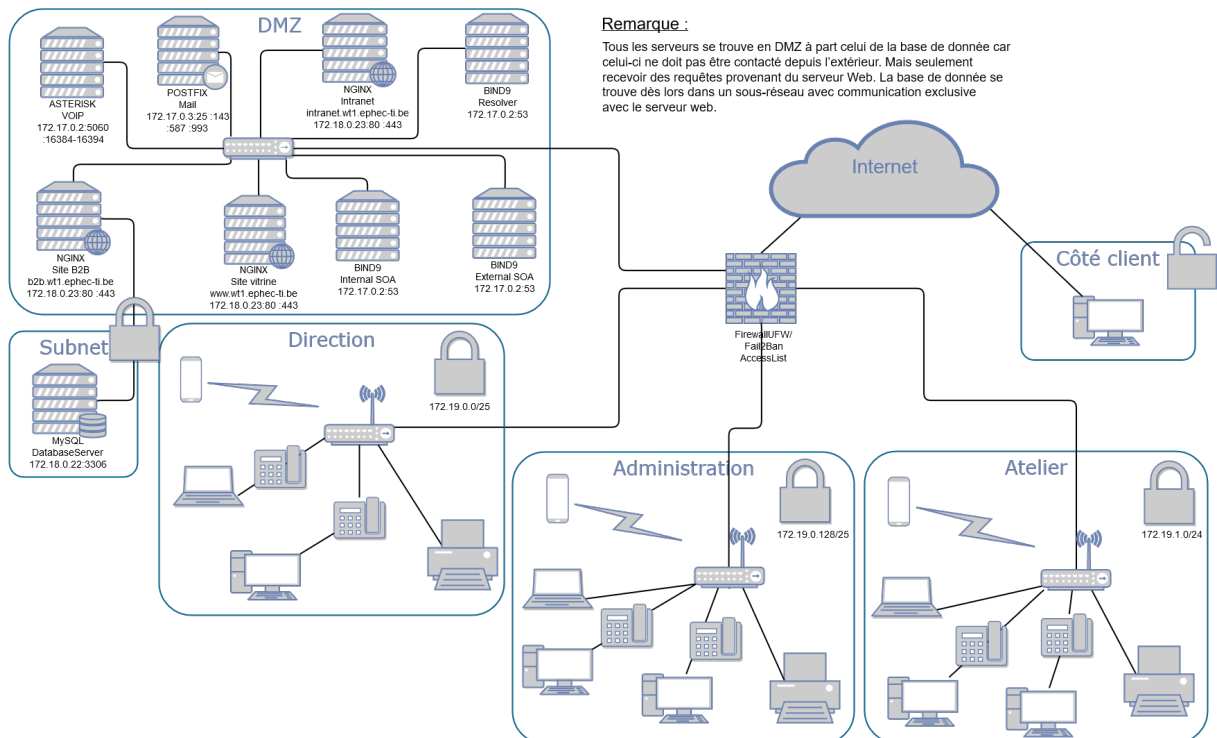 DMZ
ASTERISK
VOIP
172.17.0.2:5060
:16384-16394
POSTFIX
Mail
172.17.0.3:25 :143
:587 :993
NGINX
Intranet
intranet.wt1.ephec-ti.be
172.18.0.23:80 :443
BIND9
Resolver
172.17.0.2:53
NGINX
Site B2B
b2b.wt1.ephec-ti.be
172.18.0.23:80 :443
NGINX
Site vitrine
www.wt1.ephec-ti.be
172.18.0.23:80 :443
BIND9
Internal SOA
172.17.0.2:53
BIND9
External SOA
172.17.0.2:53
Remarque :
Tous les serveurs se trouve en DMZ à part celui de la base de donnée car
celui-ci ne doit pas être contacté depuis l'extérieur. Mais seulement
recevoir des requêtes provenant du serveur Web. La base de donnée se
trouve dès lors dans un sous-réseau avec communication exclusive
avec le serveur web.
Internet
Côté client
FirewallUFW/
Fail2Ban
AccessList
Subnet
MySQL
DatabaseServer
172.18.0.22:3306
Direction
172.19.0.0/25
Administration
172.19.0.128/25
Atelier
172.19.1.0/24